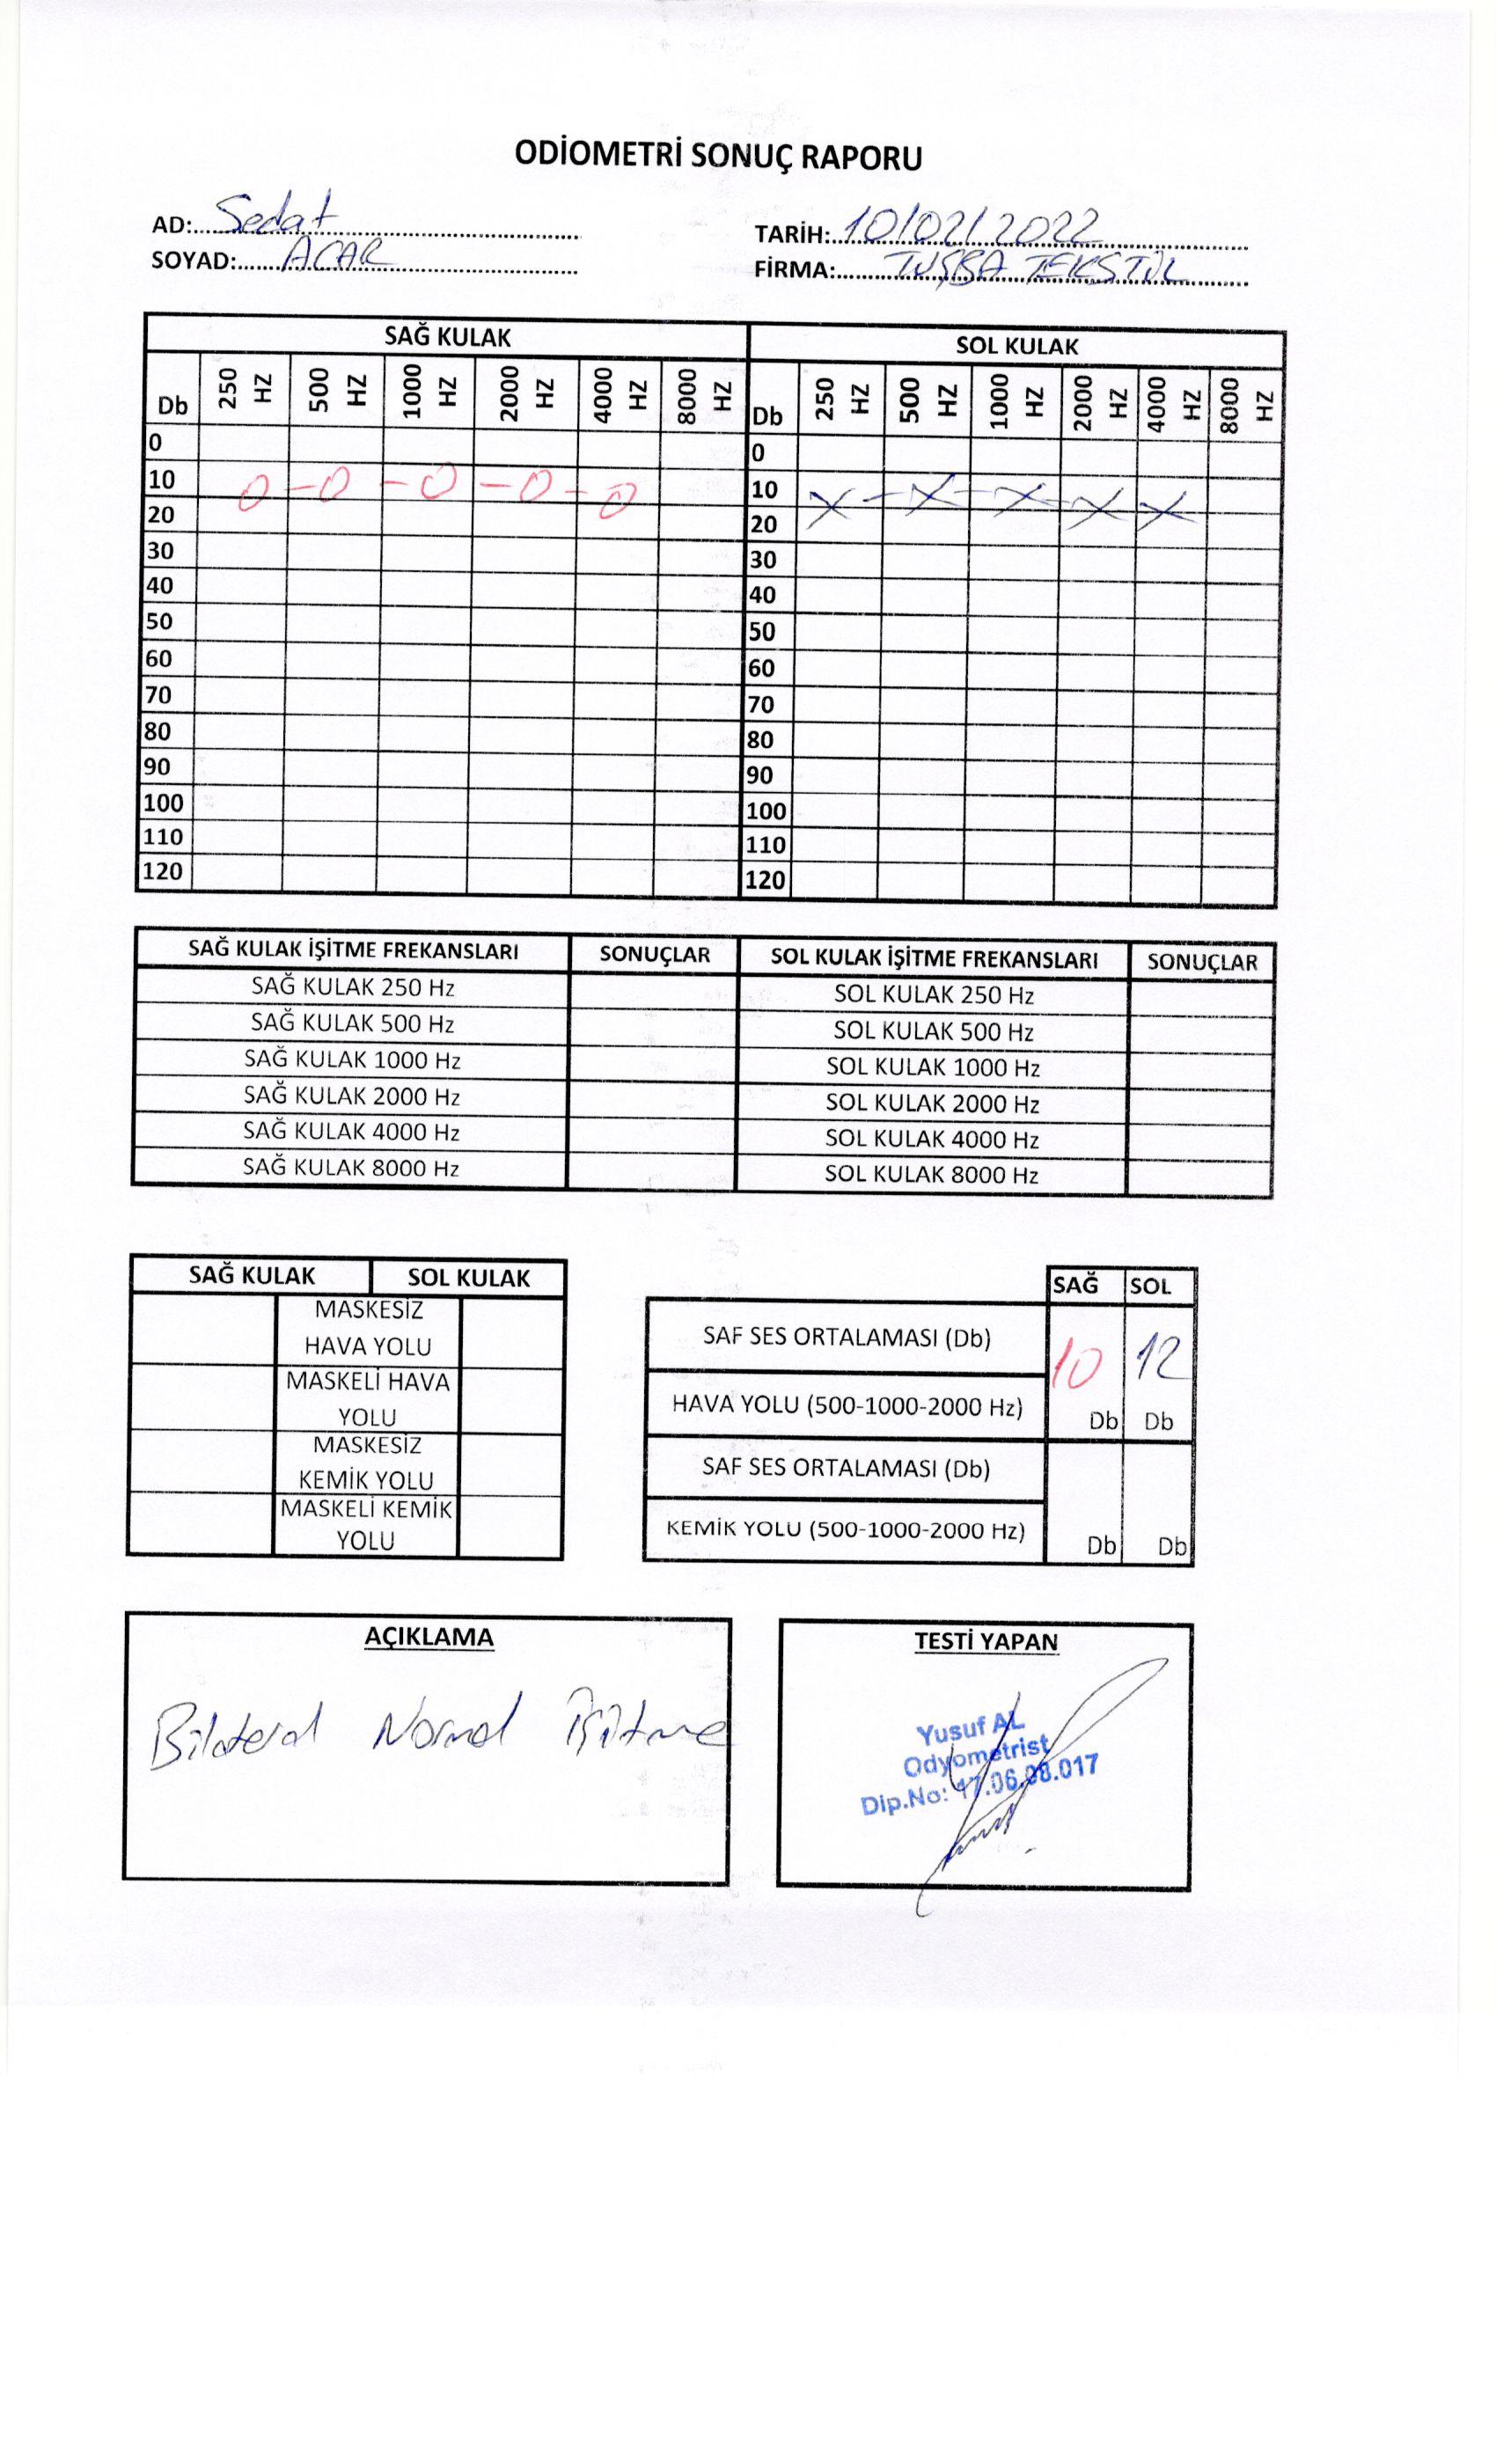 ODİOMETRİ SONUÇ RAPORU
AD:..Sedat
TARİH:..10/02/2022
SOYAD:......ACAR
FİRMA:......TUŞBA TEKSTİL
SAĞ KULAK SOL KULAK
Db 250 HZ 500 HZ 1000 HZ 2000 HZ 4000 HZ 8000 HZ Db 250 HZ 500 HZ 1000 HZ 2000 HZ 4000 HZ 8000 HZ
0 0
10 O - O - O - O - O 10 X - X - X - X - X
20 20
30 30
40 40
50 50
60 60
70 70
80 80
90 90
100 100
110 110
120 120
SAĞ KULAK İŞİTME FREKANSLARI SONUÇLAR SOL KULAK İŞİTME FREKANSLARI SONUÇLAR
SAĞ KULAK 250 Hz SOL KULAK 250 Hz
SAĞ KULAK 500 Hz SOL KULAK 500 Hz
SAĞ KULAK 1000 Hz SOL KULAK 1000 Hz
SAĞ KULAK 2000 Hz SOL KULAK 2000 Hz
SAĞ KULAK 4000 Hz SOL KULAK 4000 Hz
SAĞ KULAK 8000 Hz SOL KULAK 8000 Hz
SAĞ KULAK SOL KULAK
MASKESİZ
HAVA YOLU
MASKELİ HAVA
YOLU
MASKESİZ
KEMİK YOLU
MASKELİ KEMİK
YOLU
SAĞ SOL
SAF SES ORTALAMASI (Db) 10 12
HAVA YOLU (500-1000-2000 Hz) Db Db
SAF SES ORTALAMASI (Db)
KEMİK YOLU (500-1000-2000 Hz) Db Db
AÇIKLAMA
Bilateral Normal İşitme
TESTİ YAPAN
Yusuf AL
Odyometrist
Dip.No: 17.06.08.017